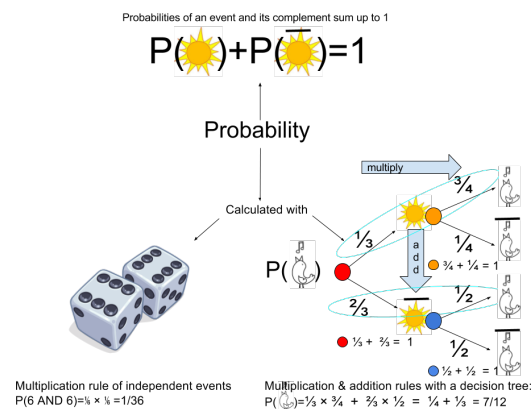 Probabilities of an event and its complement sum up to 1
P( )+P( )=1
Probability
Calculated with
multiply
add
P( )
⅓
⅔
¾
¼
¾ + ¼ = 1
½
½
⅓ + ⅔ = 1
½ + ½ = 1
Multiplication rule of independent events
P(6 AND 6)=⅙ × ⅙ =1/36
Multiplication & addition rules with a decision tree:
P( )=⅓ × ¾ + ⅔ × ½ = ¼ + ⅓ = 7/12